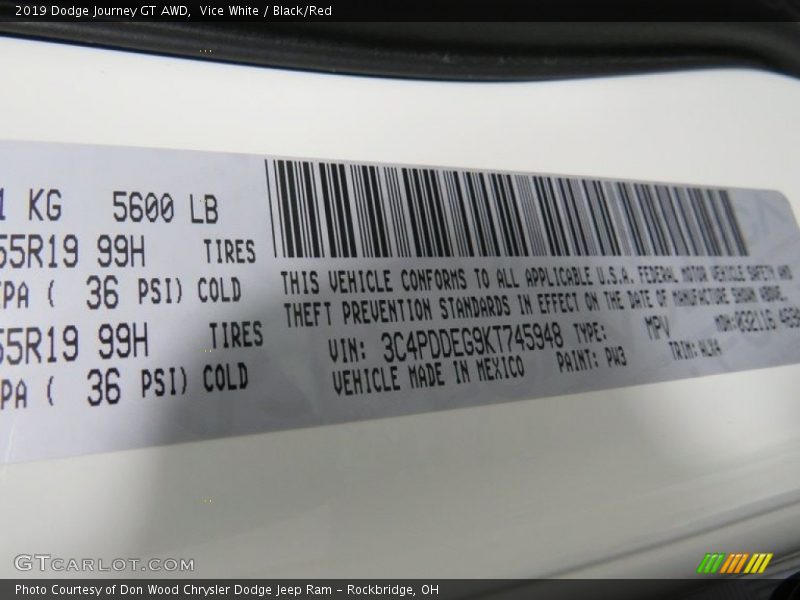 2019 Dodge Journey GT AWD, Vice White / Black/Red
1 KG 5600 LB
55R19 99H TIRES
PA ( 36 PSI) COLD
55R19 99H TIRES
PA ( 36 PSI) COLD
THIS VEHICLE CONFORMS TO ALL APPLICABLE U.S.A. FEDERAL MOTOR VEHICLE SAFETY AND
THEFT PREVENTION STANDARDS IN EFFECT ON THE DATE OF MANUFACTURE SHOWN ABOVE.
VIN: 3C4PDDEG9KT745948 TYPE: MPV MDH: 032116
VEHICLE MADE IN MEXICO PAINT: PW3 TRIM:
GTCARLOT.COM
Photo Courtesy of Don Wood Chrysler Dodge Jeep Ram – Rockbridge, OH